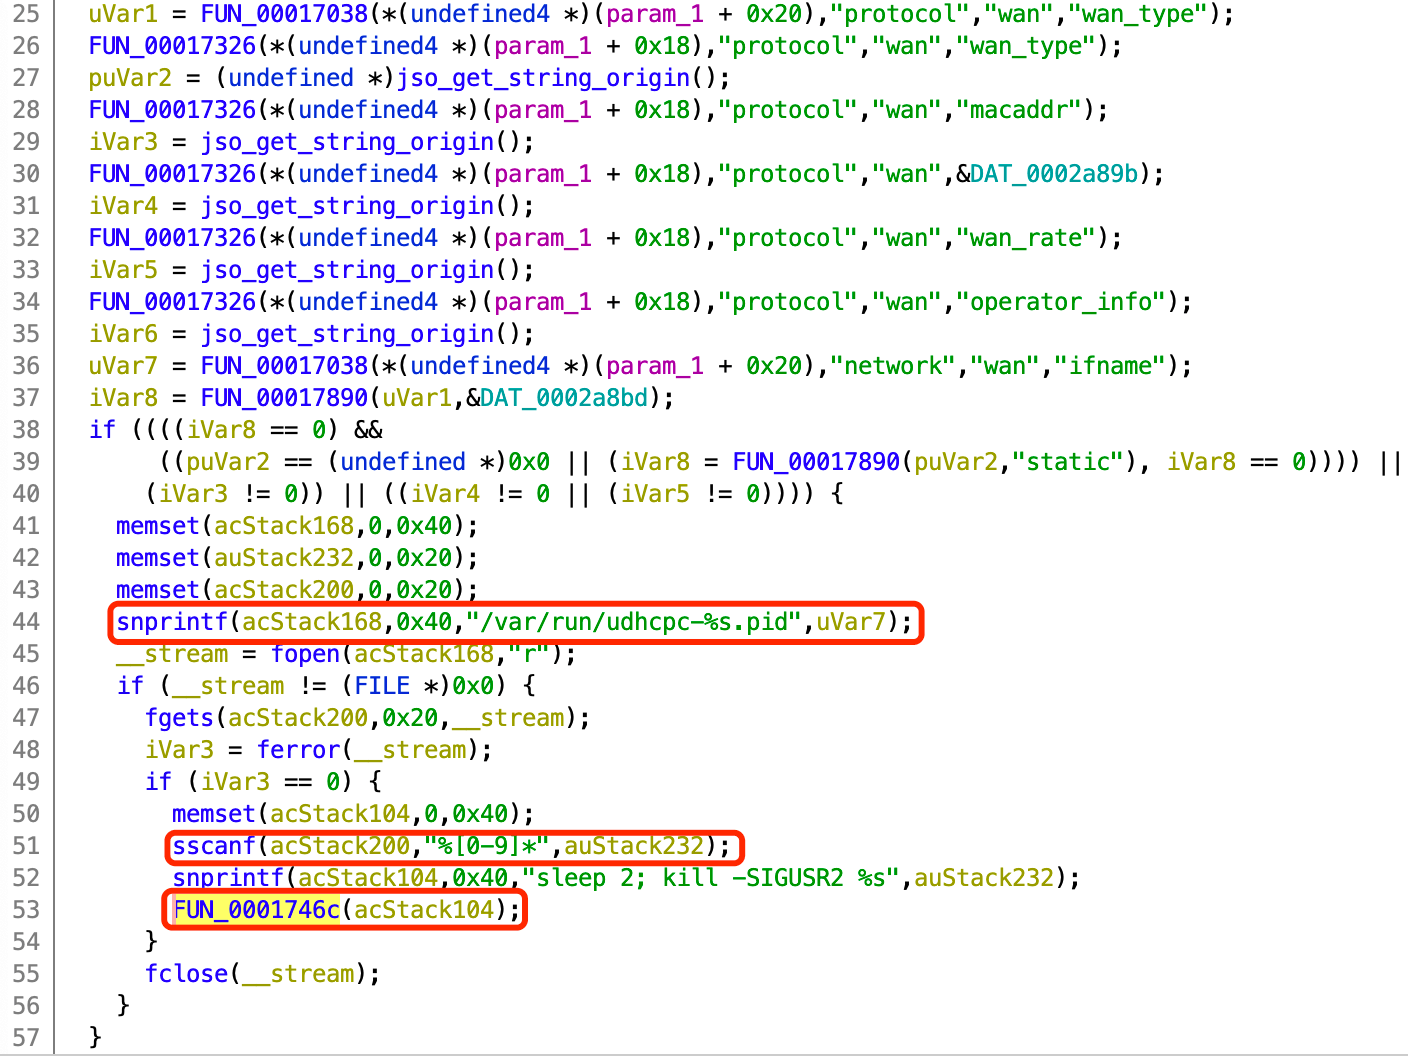 25 uVar1 = FUN_00017038(*(undefined4 *)(param_1 + 0x20),"protocol","wan","wan_type");
26 FUN_00017326(*(undefined4 *)(param_1 + 0x18),"protocol","wan","wan_type");
27 puVar2 = (undefined *)jso_get_string_origin();
28 FUN_00017326(*(undefined4 *)(param_1 + 0x18),"protocol","wan","macaddr");
29 iVar3 = jso_get_string_origin();
30 FUN_00017326(*(undefined4 *)(param_1 + 0x18),"protocol","wan",&DAT_0002a89b);
31 iVar4 = jso_get_string_origin();
32 FUN_00017326(*(undefined4 *)(param_1 + 0x18),"protocol","wan","wan_rate");
33 iVar5 = jso_get_string_origin();
34 FUN_00017326(*(undefined4 *)(param_1 + 0x18),"protocol","wan","operator_info");
35 iVar6 = jso_get_string_origin();
36 uVar7 = FUN_00017038(*(undefined4 *)(param_1 + 0x20),"network","wan","ifname");
37 iVar8 = FUN_00017890(uVar1,&DAT_0002a8bd);
38 if ((((iVar8 == 0) &&
39 ((puVar2 == (undefined *)0x0 || (iVar8 = FUN_00017890(puVar2,"static"), iVar8 == 0)))) ||
40 (iVar3 != 0)) || ((iVar4 != 0 || (iVar5 != 0)))) {
41 memset(acStack168,0,0x40);
42 memset(auStack232,0,0x20);
43 memset(acStack200,0,0x20);
44 snprintf(acStack168,0x40,"/var/run/udhcpc-%s.pid",uVar7);
45 __stream = fopen(acStack168,"r");
46 if (__stream != (FILE *)0x0) {
47 fgets(acStack200,0x20,__stream);
48 iVar3 = ferror(__stream);
49 if (iVar3 == 0) {
50 memset(acStack104,0,0x40);
51 sscanf(acStack200,"%[0-9]*",auStack232);
52 snprintf(acStack104,0x40,"sleep 2; kill -SIGUSR2 %s",auStack232);
53 FUN_0001746c(acStack104);
54 }
55 fclose(__stream);
56 }
57 }